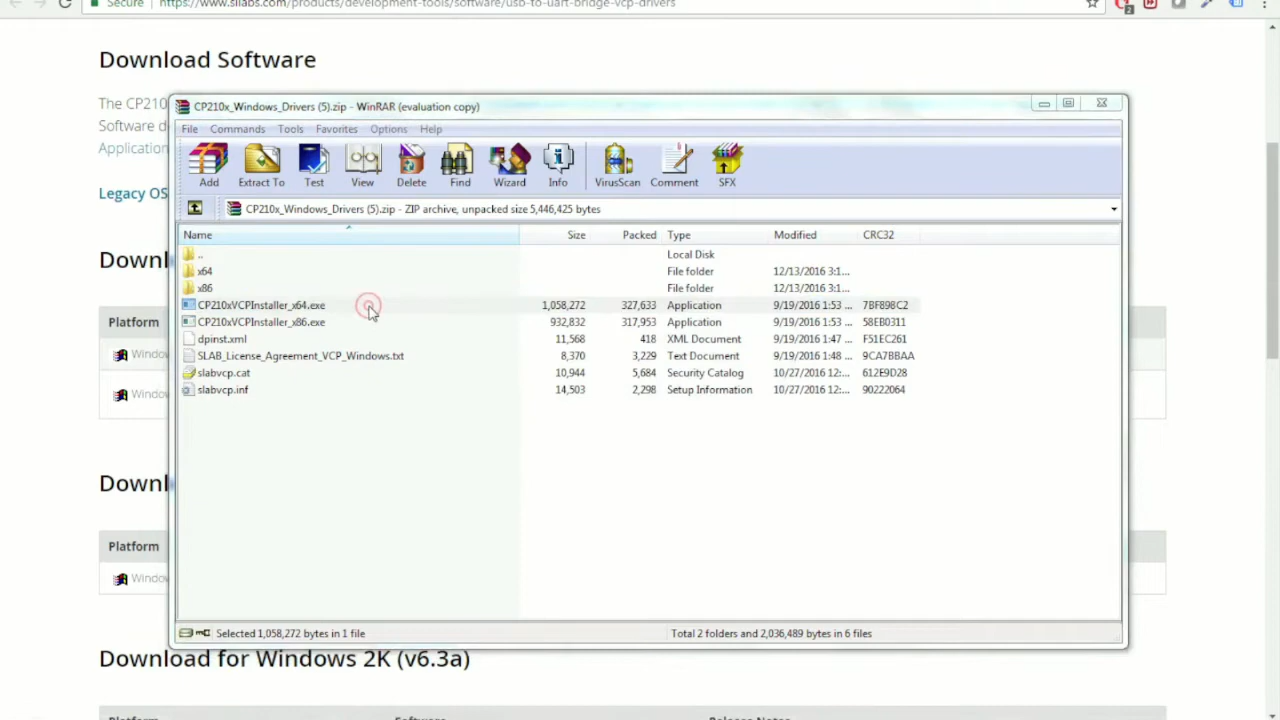 Secure https://www.silabs.com/products/development-tools/software/usb-to-uart-bridge-vcp-drivers
2
Download Software
The CP210
Software d
Application
Legacy OS
CP210x_Windows_Drivers (5).zip - WinRAR (evaluation copy)
File Commands Tools Favorites Options Help
Add Extract To Test View Delete Find Wizard Info VirusScan Comment SFX
CP210x_Windows_Drivers (5).zip - ZIP archive, unpacked size 5,446,425 bytes
Name Size Packed Type Modified CRC32
.. Local Disk
x64 File folder 12/13/2016 3:1...
x86 File folder 12/13/2016 3:1...
CP210xVCPInstaller_x64.exe 1,058,272 327,633 Application 9/19/2016 1:53 ... 7BF898C2
CP210xVCPInstaller_x86.exe 932,832 317,953 Application 9/19/2016 1:53 ... 58EB0311
dpinst.xml 11,568 418 XML Document 9/19/2016 1:47 ... F51EC261
SLAB_License_Agreement_VCP_Windows.txt 8,370 3,229 Text Document 9/19/2016 1:48 ... 9CA7BBAA
slabvcp.cat 10,944 5,684 Security Catalog 10/27/2016 12:... 612E9D28
slabvcp.inf 14,503 2,298 Setup Information 10/27/2016 12:... 90222064
Selected 1,058,272 bytes in 1 file Total 2 folders and 2,036,489 bytes in 6 files
Downl
Platform
Windo
Windo
Downl
Platform
Windo
Download for Windows 2K (v6.3a)
Platform Software Release Notes